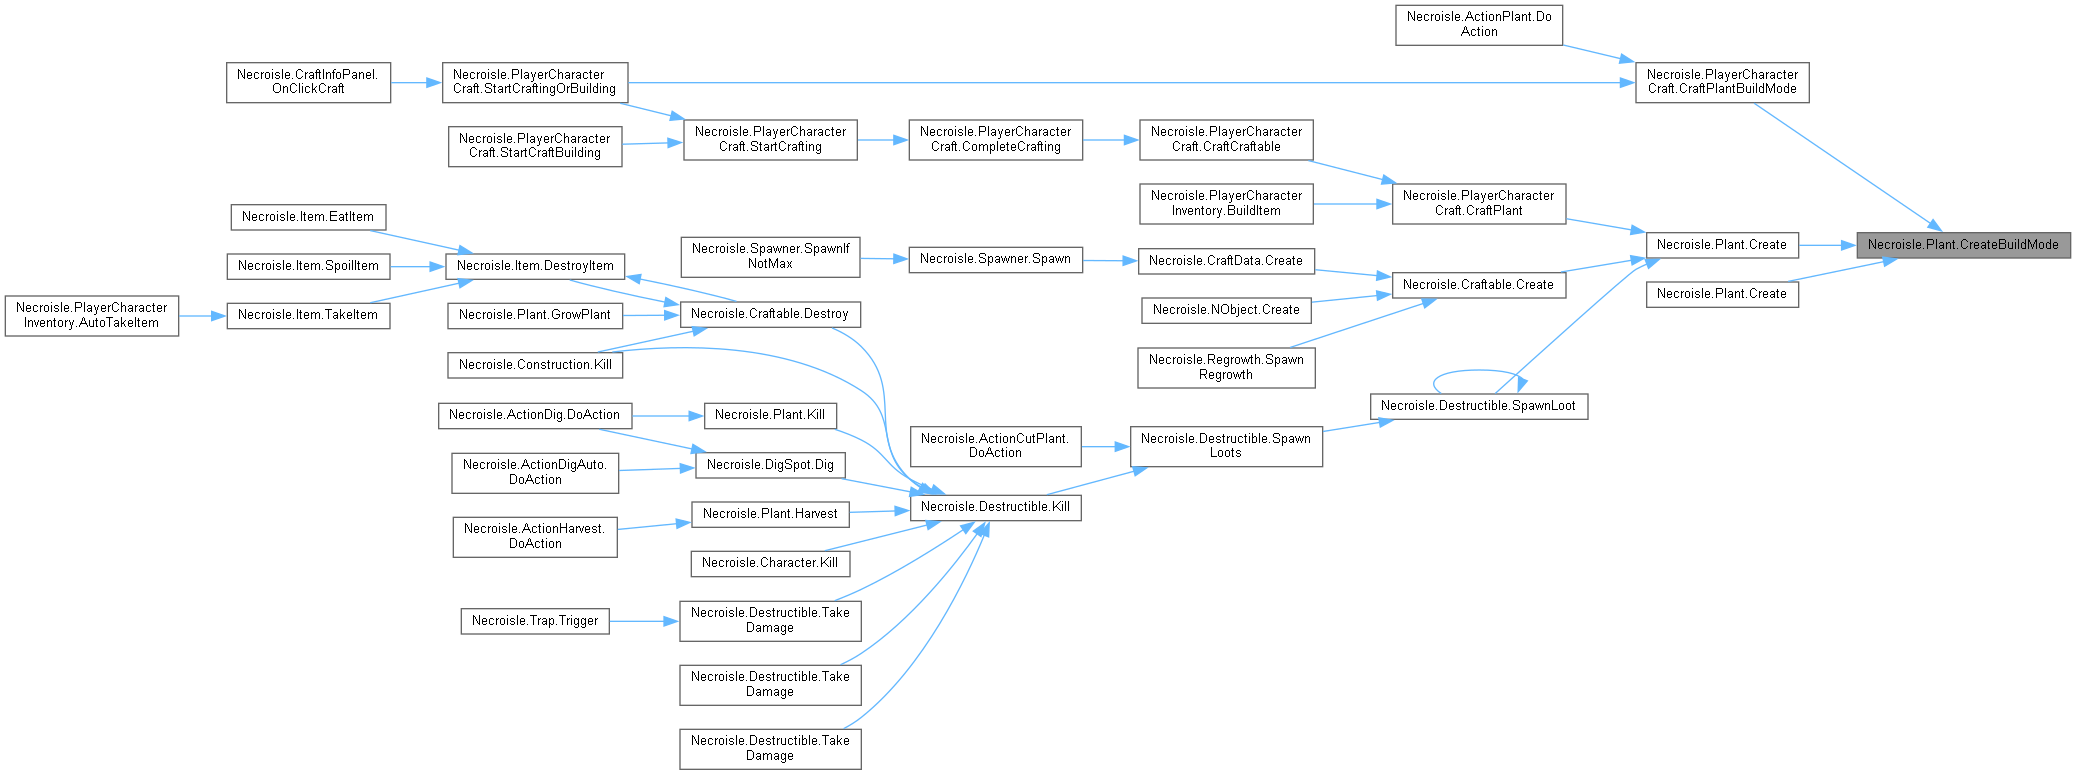 Necroisle.ActionPlant.Do
Action
Necroisle.CraftInfoPanel.
OnClickCraft
Necroisle.PlayerCharacter
Craft.StartCraftingOrBuilding
Necroisle.PlayerCharacter
Craft.CraftPlantBuildMode
Necroisle.PlayerCharacter
Craft.StartCraftBuilding
Necroisle.PlayerCharacter
Craft.StartCrafting
Necroisle.PlayerCharacter
Craft.CompleteCrafting
Necroisle.PlayerCharacter
Craft.CraftCraftable
Necroisle.PlayerCharacter
Inventory.BuildItem
Necroisle.PlayerCharacter
Craft.CraftPlant
Necroisle.Item.EatItem
Necroisle.Item.SpoilItem
Necroisle.Item.DestroyItem
Necroisle.Spawner.SpawnIf
NotMax
Necroisle.Spawner.Spawn
Necroisle.CraftData.Create
Necroisle.Plant.Create
Necroisle.Plant.CreateBuildMode
Necroisle.PlayerCharacter
Inventory.AutoTakeItem
Necroisle.Item.TakeItem
Necroisle.Plant.GrowPlant
Necroisle.Craftable.Destroy
Necroisle.NObject.Create
Necroisle.Craftable.Create
Necroisle.Plant.Create
Necroisle.Construction.Kill
Necroisle.Regrowth.Spawn
Regrowth
Necroisle.ActionDig.DoAction
Necroisle.Plant.Kill
Necroisle.Destructible.SpawnLoot
Necroisle.ActionCutPlant.
DoAction
Necroisle.Destructible.Spawn
Loots
Necroisle.ActionDigAuto.
DoAction
Necroisle.DigSpot.Dig
Necroisle.Destructible.Kill
Necroisle.ActionHarvest.
DoAction
Necroisle.Plant.Harvest
Necroisle.Character.Kill
Necroisle.Trap.Trigger
Necroisle.Destructible.Take
Damage
Necroisle.Destructible.Take
Damage
Necroisle.Destructible.Take
Damage